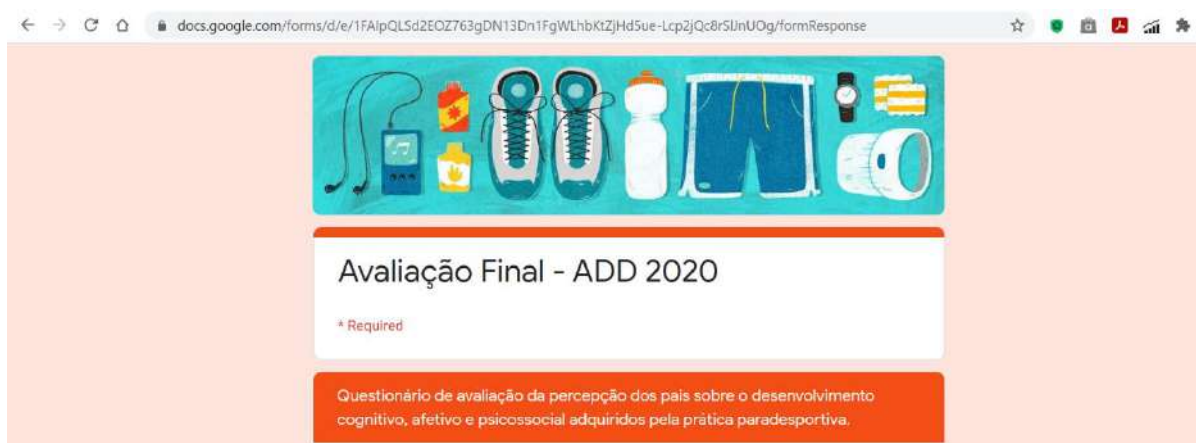 docs.google.com/forms/d/e/1FAIpQLSd2EOZ763gDN13Dn1FgWLhbKtZjHd5ue-Lcp2jQc8rSlJnUOg/formResponse
Avaliação Final - ADD 2020
* Required
Questionário de avaliação da percepção dos pais sobre o desenvolvimento
cognitivo, afetivo e psicossocial adquiridos pela prática paradesportiva.